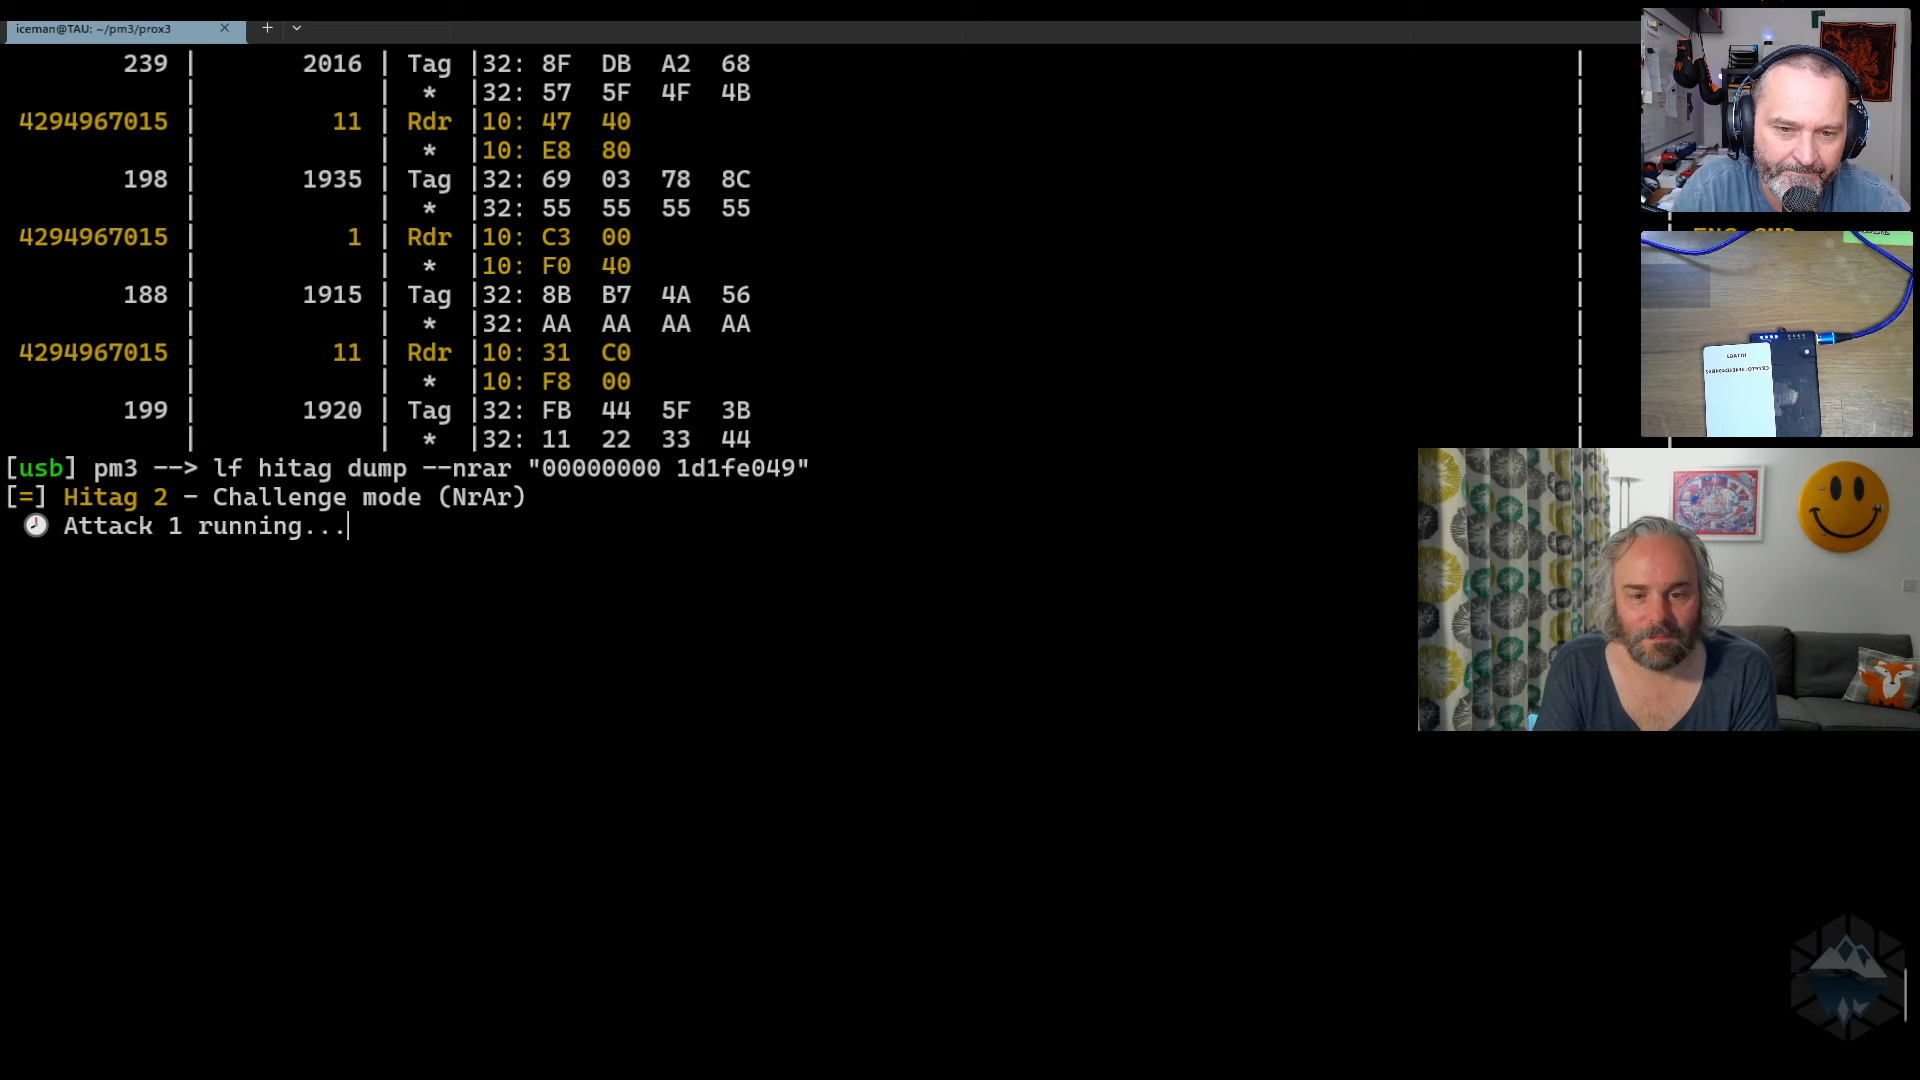 iceman@TAU: ~/pm3/prox3
239 | 2016 | Tag |32: 8F DB A2 68 |
| | * |32: 57 5F 4F 4B |
4294967015 | 11 | Rdr |10: 47 40 |
| | * |10: E8 80 |
198 | 1935 | Tag |32: 69 03 78 8C |
| | * |32: 55 55 55 55 |
4294967015 | 1 | Rdr |10: C3 00 |
| | * |10: F0 40 |
188 | 1915 | Tag |32: 8B B7 4A 56 |
| | * |32: AA AA AA AA |
4294967015 | 11 | Rdr |10: 31 C0 |
| | * |10: F8 00 |
199 | 1920 | Tag |32: FB 44 5F 3B |
| | * |32: 11 22 33 44 |
[usb] pm3 --> lf hitag dump --nrar "00000000 1d1fe049"
[=] Hitag 2 - Challenge mode (NrAr)
Attack 1 running...